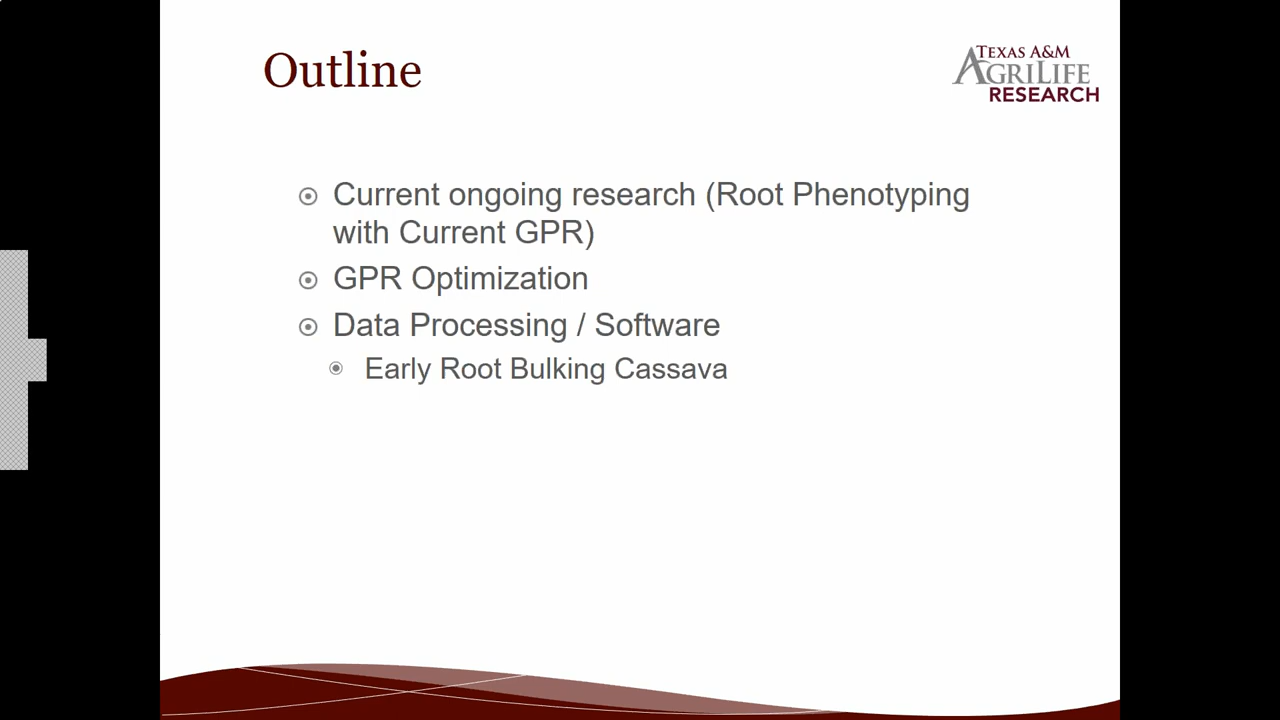 Outline
TEXAS A&M
AGRILIFE
RESEARCH
Current ongoing research (Root Phenotyping
with Current GPR)
GPR Optimization
Data Processing / Software
Early Root Bulking Cassava